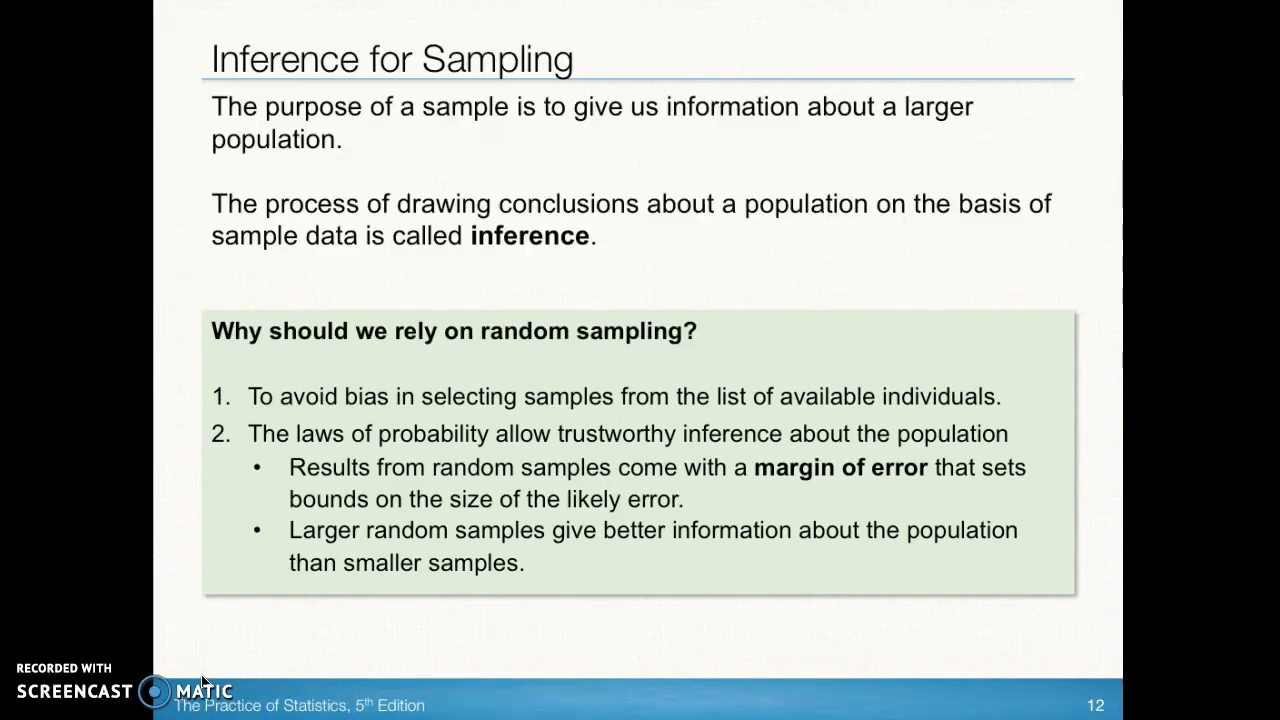 Inference for Sampling
The purpose of a sample is to give us information about a larger
population.
The process of drawing conclusions about a population on the basis of
sample data is called inference.
Why should we rely on random sampling?
1. To avoid bias in selecting samples from the list of available individuals.
2. The laws of probability allow trustworthy inference about the population
• Results from random samples come with a margin of error that sets
bounds on the size of the likely error.
• Larger random samples give better information about the population
than smaller samples.
RECORDED WITH
SCREENCAST MATIC
The Practice of Statistics, 5th Edition
12